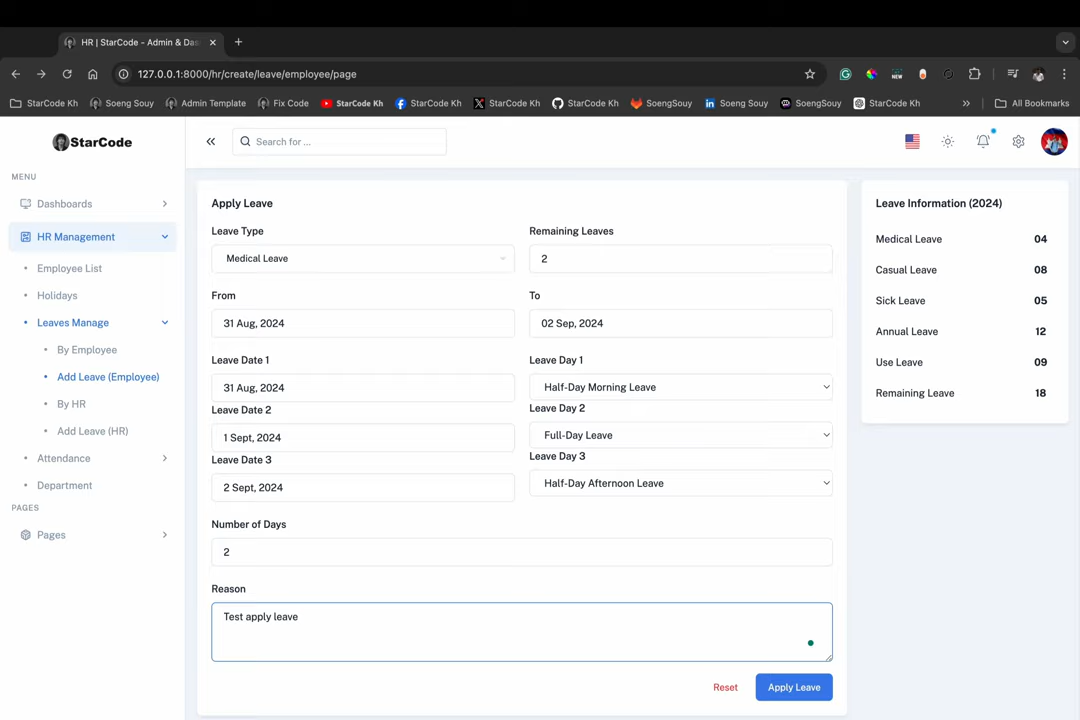 HR | StarCode - Admin & Das
127.0.0.1:8000/hr/create/leave/employee/page
NEW
StarCode Kh
Soeng Souy
Admin Template
Fix Code
StarCode Kh
StarCode Kh
StarCode Kh
StarCode Kh
SoengSouy
Soeng Souy
SoengSouy
StarCode Kh
»
All Bookmarks
StarCode
Search for ...
MENU
Dashboards
HR Management
Employee List
Holidays
Leaves Manage
By Employee
Add Leave (Employee)
By HR
Add Leave (HR)
Attendance
Department
PAGES
Pages
Apply Leave
Leave Type
Remaining Leaves
Medical Leave
2
From
To
31 Aug, 2024
02 Sep, 2024
Leave Date 1
Leave Day 1
31 Aug, 2024
Half-Day Morning Leave
Leave Date 2
Leave Day 2
1 Sept, 2024
Full-Day Leave
Leave Date 3
Leave Day 3
2 Sept, 2024
Half-Day Afternoon Leave
Number of Days
2
Reason
Test apply leave
Reset
Apply Leave
Leave Information (2024)
Medical Leave 04
Casual Leave 08
Sick Leave 05
Annual Leave 12
Use Leave 09
Remaining Leave 18